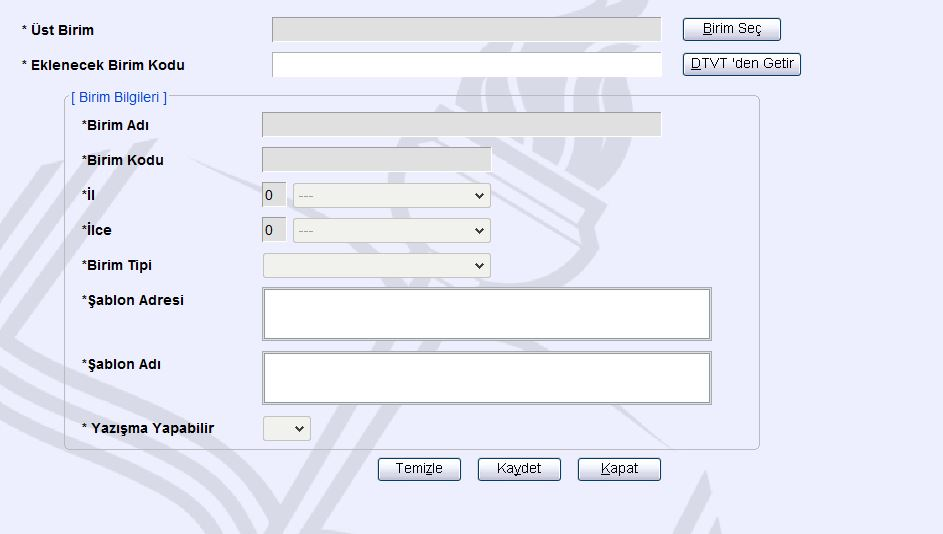 * Üst Birim Birim Seç
* Eklenecek Birim Kodu DTVT 'den Getir
[ Birim Bilgileri ]
*Birim Adı
*Birim Kodu
*İl 0 ---
*İlce 0 ---
*Birim Tipi
*Şablon Adresi
*Şablon Adı
* Yazışma Yapabilir
Temizle Kaydet Kapat